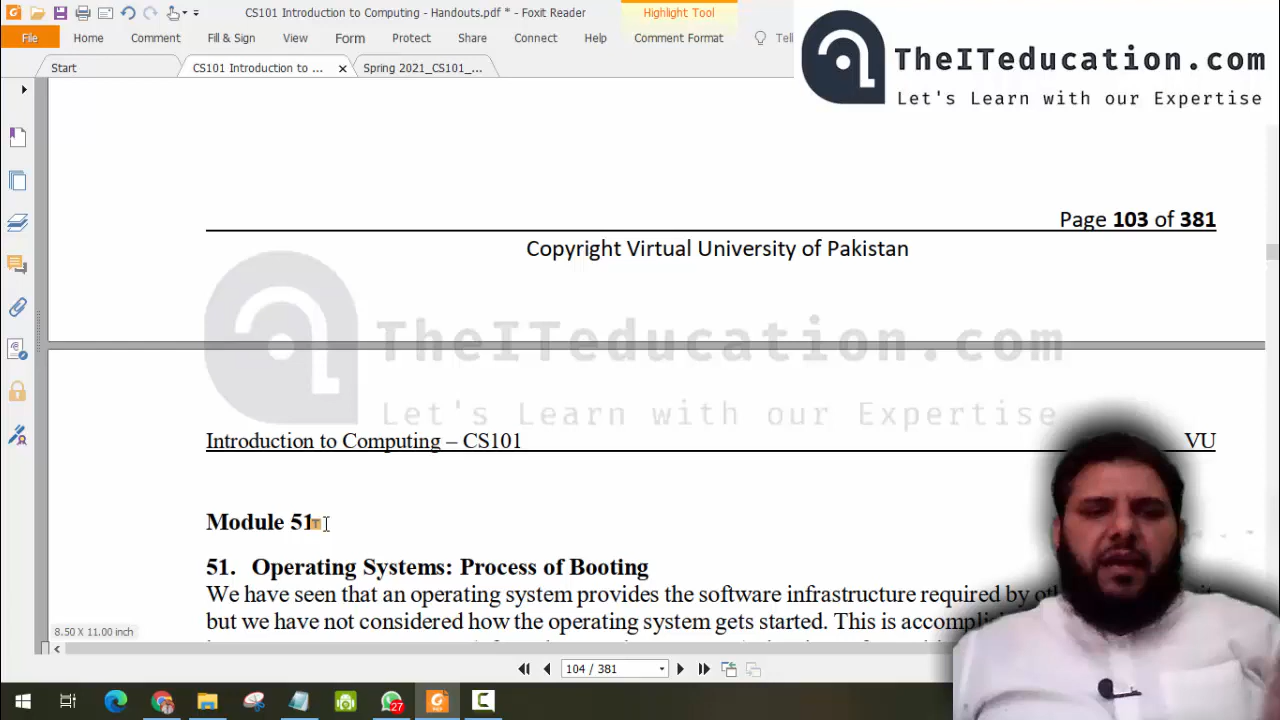 CS101 Introduction to Computing - Handouts.pdf * - Foxit Reader
Highlight Tool
File Home Comment Fill & Sign View Form Protect Share Connect Help Comment Format Tell
Start CS101 Introduction to ... Spring 2021_CS101_...
TheITeducation.com
Let's Learn with our Expertise
Page 103 of 381
Copyright Virtual University of Pakistan
TheITeducation.com
Let's Learn with our Expertise
Introduction to Computing – CS101 VU
Module 51
51. Operating Systems: Process of Booting
We have seen that an operating system provides the software infrastructure required by
but we have not considered how the operating system gets started. This is
8.50 X 11.00 inch
104 / 381
27